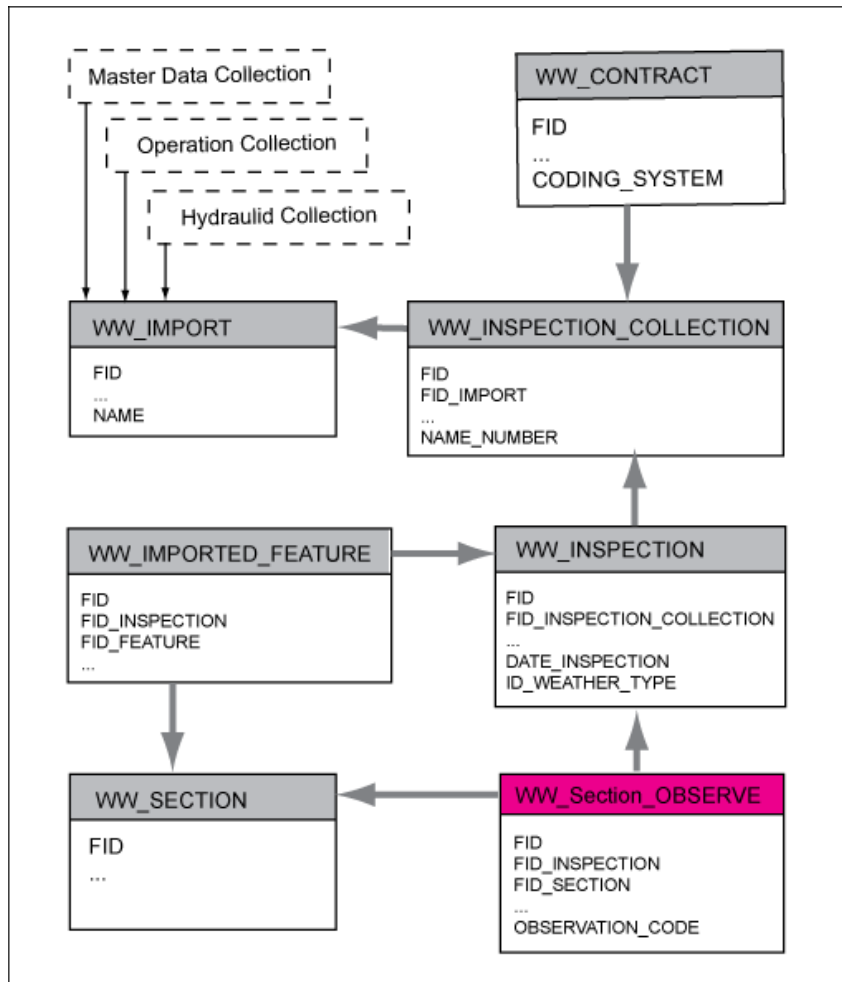 Master Data Collection
Operation Collection
Hydraulid Collection
WW_CONTRACT
FID
...
CODING_SYSTEM
WW_IMPORT
FID
...
NAME
WW_INSPECTION_COLLECTION
FID
FID_IMPORT
...
NAME_NUMBER
WW_IMPORTED_FEATURE
FID
FID_INSPECTION
FID_FEATURE
...
WW_INSPECTION
FID
FID_INSPECTION_COLLECTION
...
DATE_INSPECTION
ID_WEATHER_TYPE
WW_SECTION
FID
...
WW_Section_OBSERVE
FID
FID_INSPECTION
FID_SECTION
...
OBSERVATION_CODE